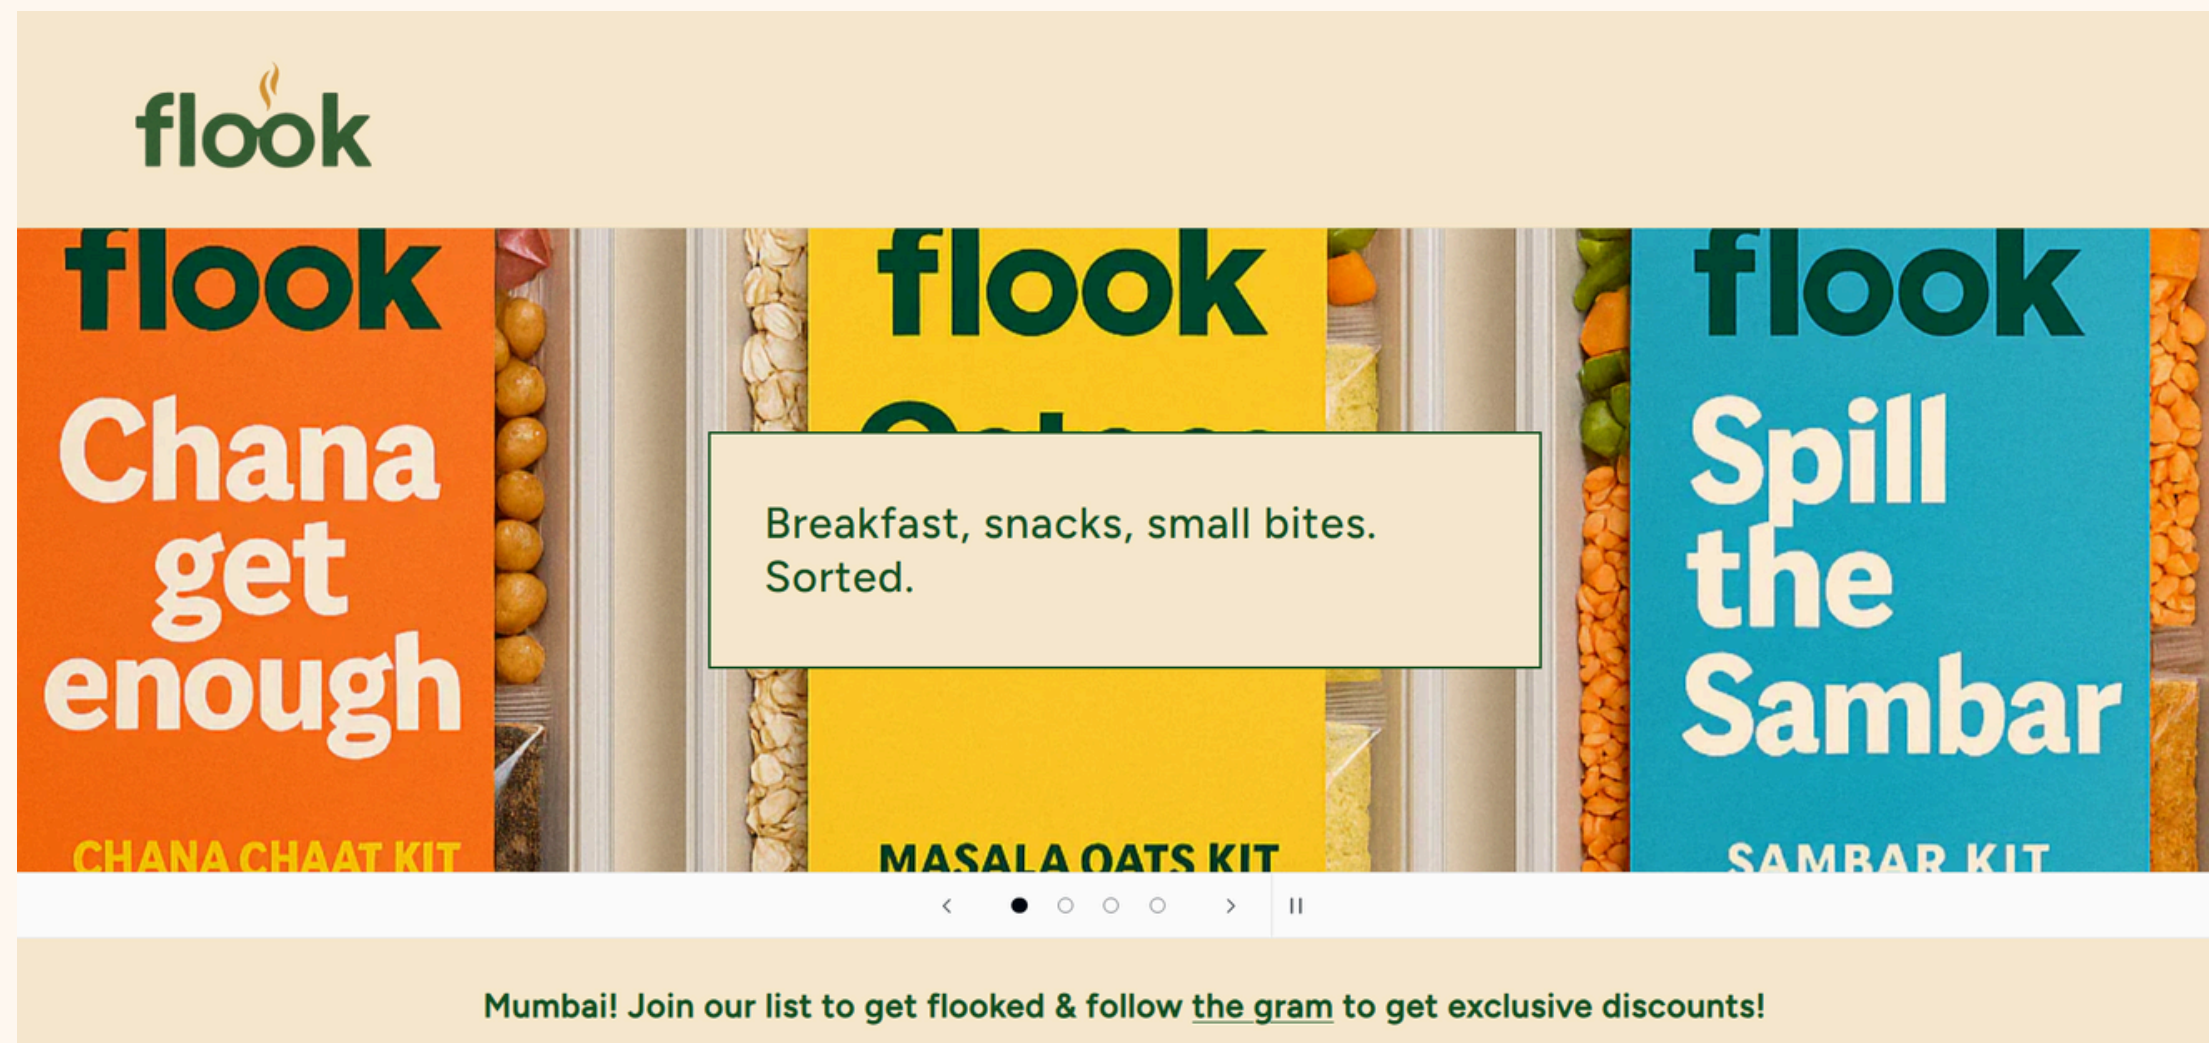 flook
flook
Chana
get
enough
CHANA CHAAT KIT
flook
Breakfast, snacks, small bites.
Sorted.
MASALA OATS KIT
flook
Spill
the
Sambar
SAMBAR KIT
Mumbai! Join our list to get flooked & follow the gram to get exclusive discounts!